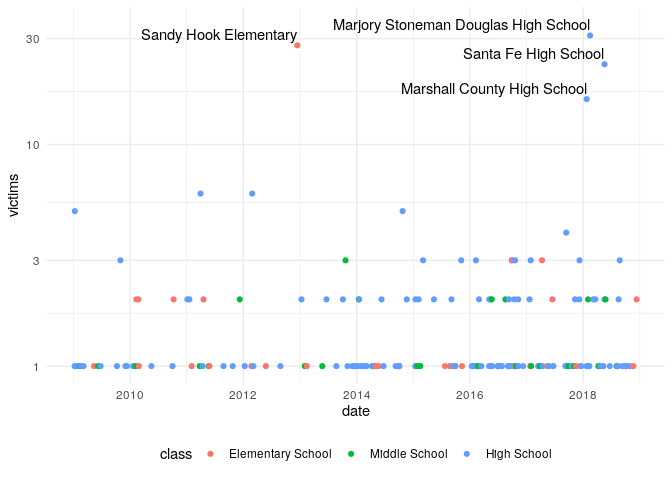 Marjory Stoneman Douglas High School
Sandy Hook Elementary
Santa Fe High School
Marshall County High School
30
10
3
1
victims
2010 2012 2014 2016 2018
date
class Elementary School Middle School High School